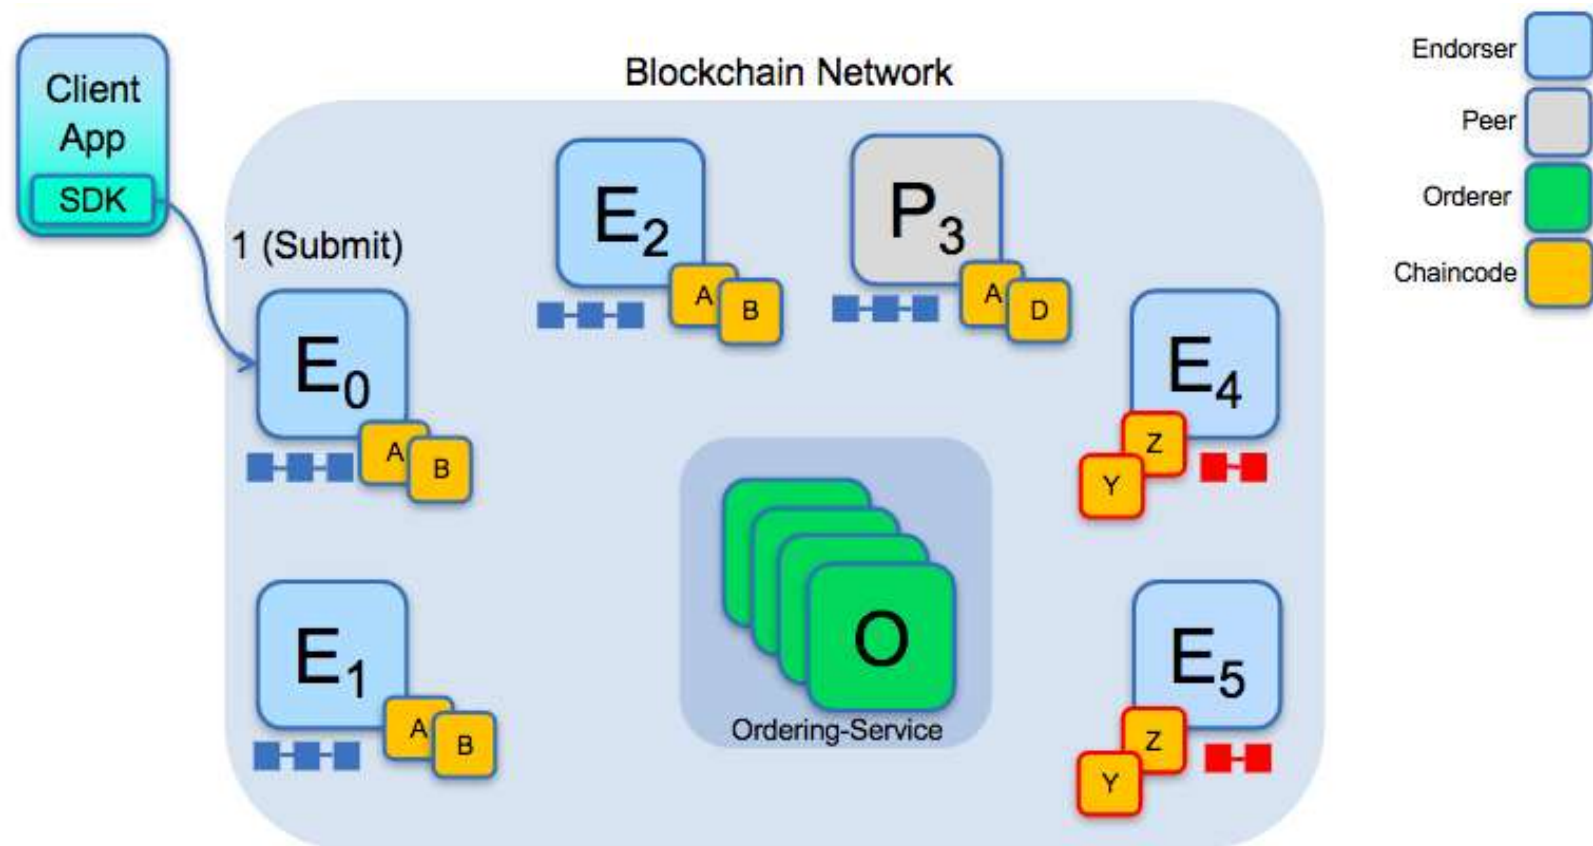 Client
App
SDK
Blockchain Network
1 (Submit)
E0
A
B
E1
A
B
E2
A
B
P3
A
D
E4
Z
Y
E5
Z
Y
O
Ordering-Service
Endorser
Peer
Orderer
Chaincode